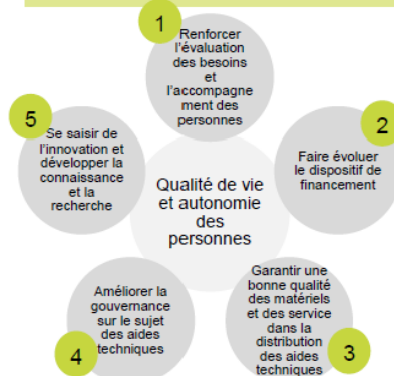 1
Renforcer
l'évaluation
des besoins
et
l'accompagne
ment des
personnes
2
Faire évoluer
le dispositif de
financement
3
Garantir une
bonne qualité
des matériels
et des service
dans la
distribution
des aides
techniques
4
Améliorer la
gouvernance
sur le sujet
des aides
techniques
5
Se saisir de
l'innovation et
développer la
connaissance
et la
recherche
Qualité de vie
et autonomie
des
personnes